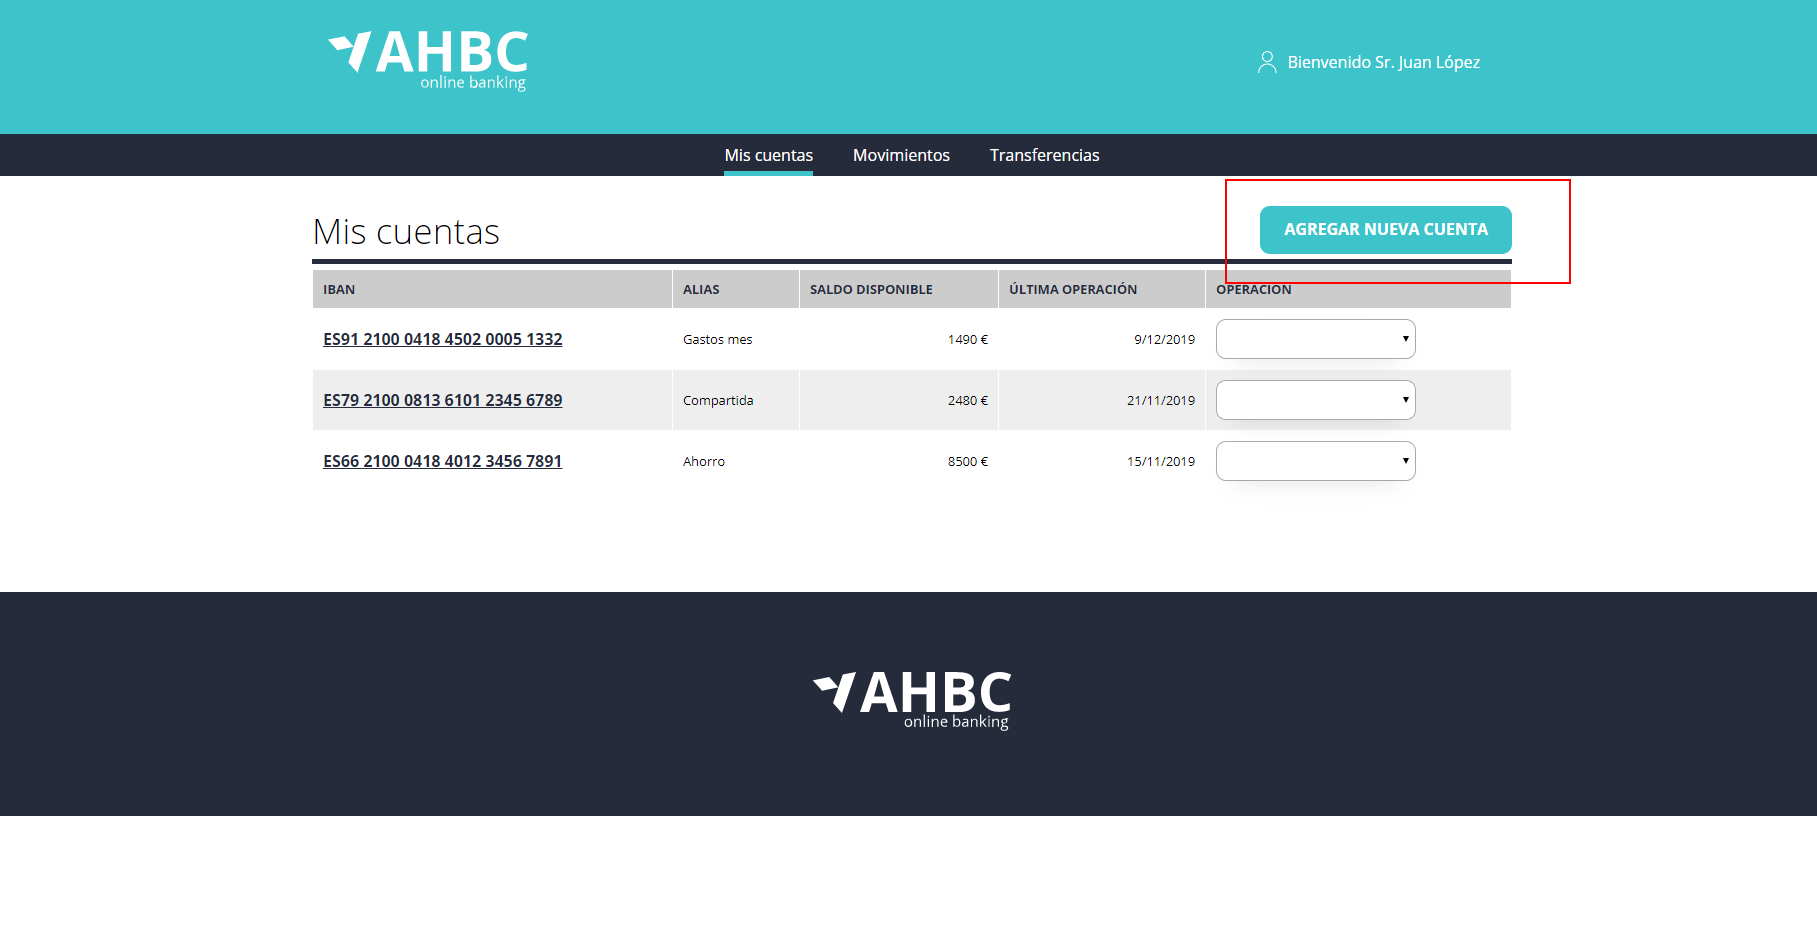 AHBC
online banking
Bienvenido Sr. Juan López
Mis cuentas Movimientos Transferencias
Mis cuentas
AGREGAR NUEVA CUENTA
IBAN ALIAS SALDO DISPONIBLE ÚLTIMA OPERACIÓN OPERACION
ES91 2100 0418 4502 0005 1332 Gastos mes 1490 € 9/12/2019
ES79 2100 0813 6101 2345 6789 Compartida 2480 € 21/11/2019
ES66 2100 0418 4012 3456 7891 Ahorro 8500 € 15/11/2019
AHBC
online banking